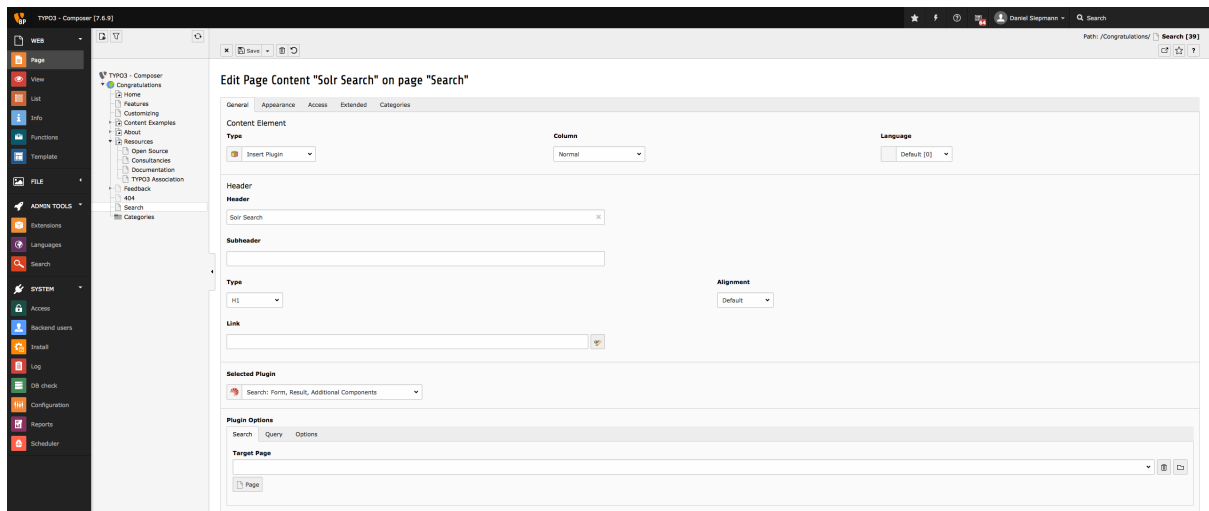 TYPO3 - Composer [7.6.9]
64
Daniel Siepmann
Search
WEB
Page
View
List
Info
Functions
Template
FILE
ADMIN TOOLS
Extensions
Languages
Search
SYSTEM
Access
Backend users
Install
Log
DB check
Configuration
Reports
Scheduler
TYPO3 - Composer
Congratulations
Home
Features
Customizing
Content Examples
About
Resources
Open Source
Consultancies
Documentation
TYPO3 Association
Feedback
404
Search
Categories
Save
Path: /Congratulations/ Search [39]
Edit Page Content "Solr Search" on page "Search"
General Appearance Access Extended Categories
Content Element
Type Column Language
Insert Plugin Normal Default [0]
Header
Header
Solr Search
Subheader
Type Alignment
H1 Default
Link
Selected Plugin
Search: Form, Result, Additional Components
Plugin Options
Search Query Options
Target Page
Page